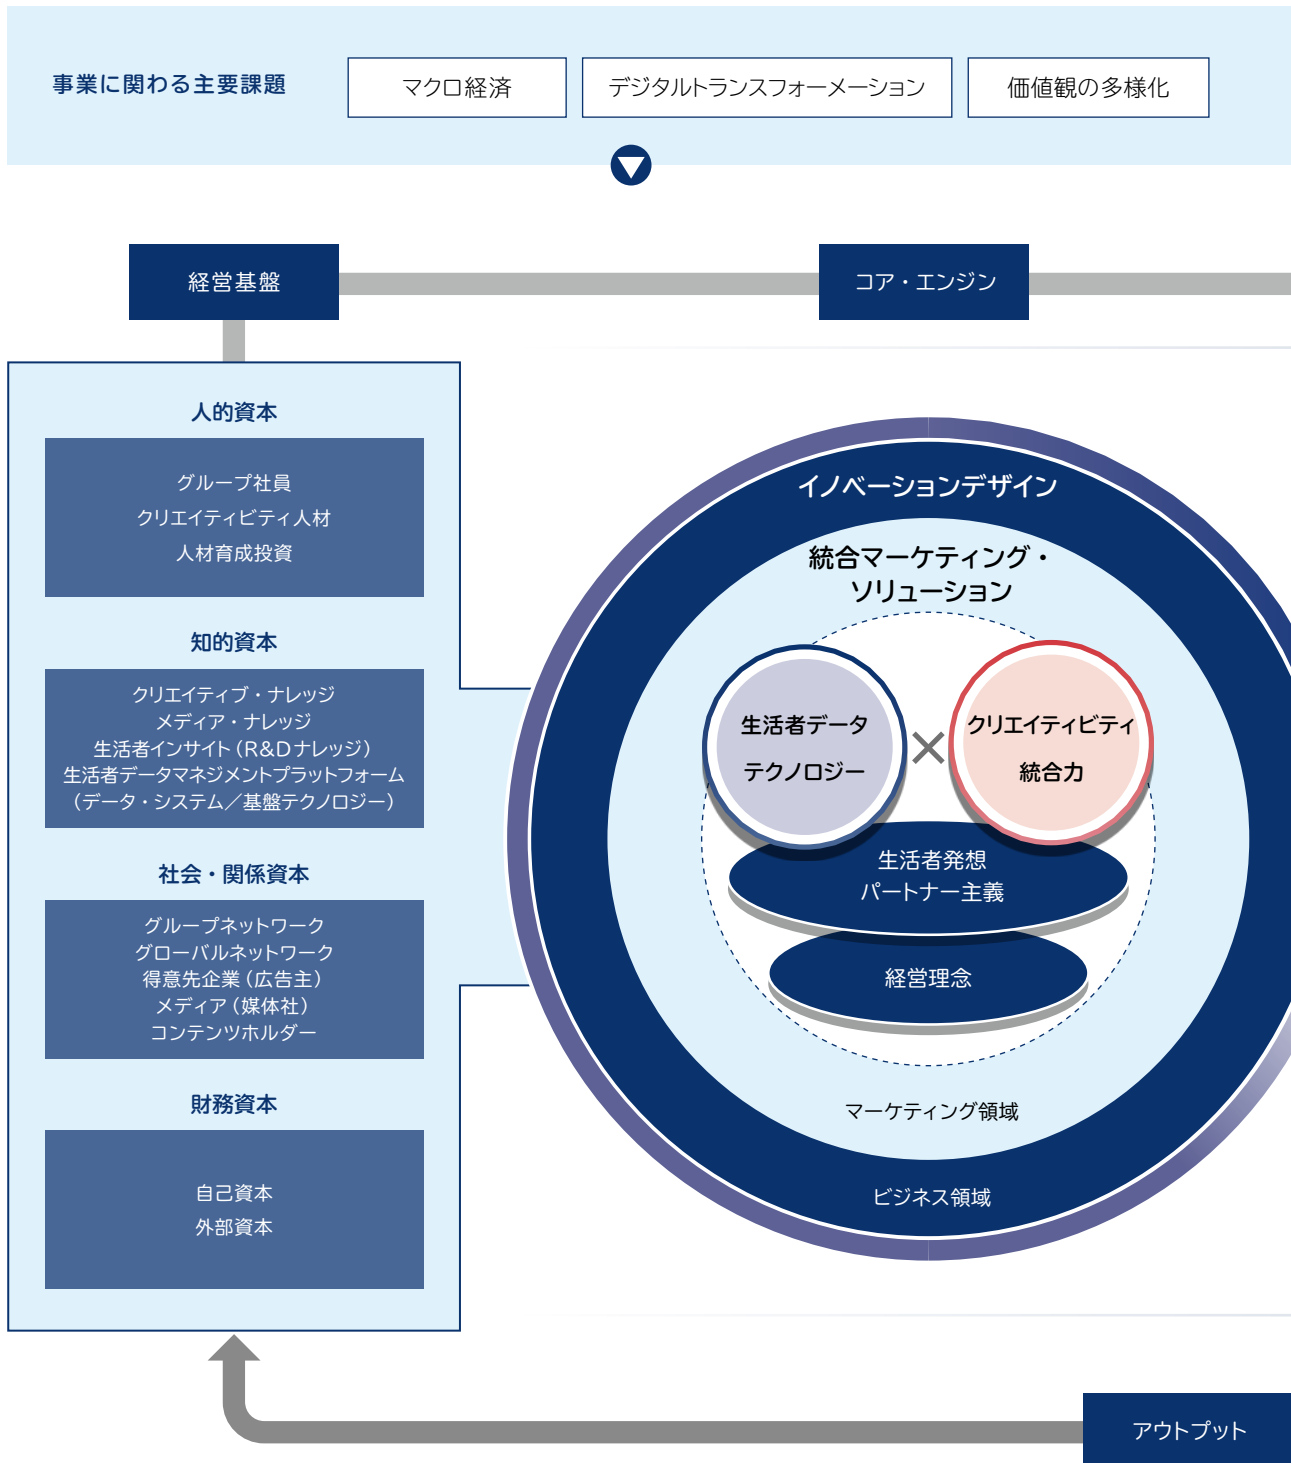 事業に関わる主要課題
マクロ経済
デジタルトランスフォーメーション
価値観の多様化
経営基盤
コア・エンジン
人的資本
グループ社員
クリエイティビティ人材
人材育成投資
知的資本
クリエイティブ・ナレッジ
メディア・ナレッジ
生活者インサイト（R&Dナレッジ）
生活者データマネジメントプラットフォーム
（データ・システム／基盤テクノロジー）
社会・関係資本
グループネットワーク
グローバルネットワーク
得意先企業（広告主）
メディア（媒体社）
コンテンツホルダー
財務資本
自己資本
外部資本
イノベーションデザイン
統合マーケティング・
ソリューション
生活者データ
テクノロジー
×
クリエイティビティ
統合力
生活者発想
パートナー主義
経営理念
マーケティング領域
ビジネス領域
アウトプット